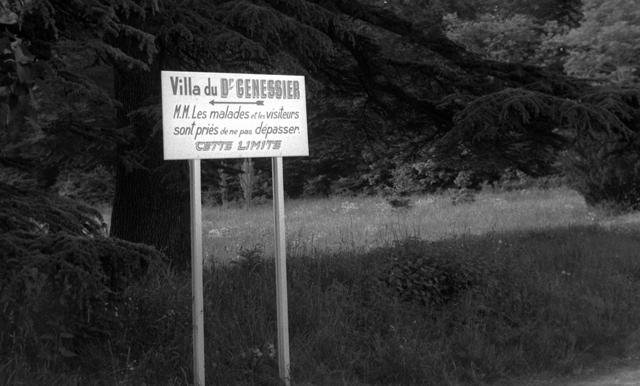 Villa du Dr GENESSIER
M.M. Les malades et les visiteurs
sont priés de ne pas dépasser.
CETTE LIMITE